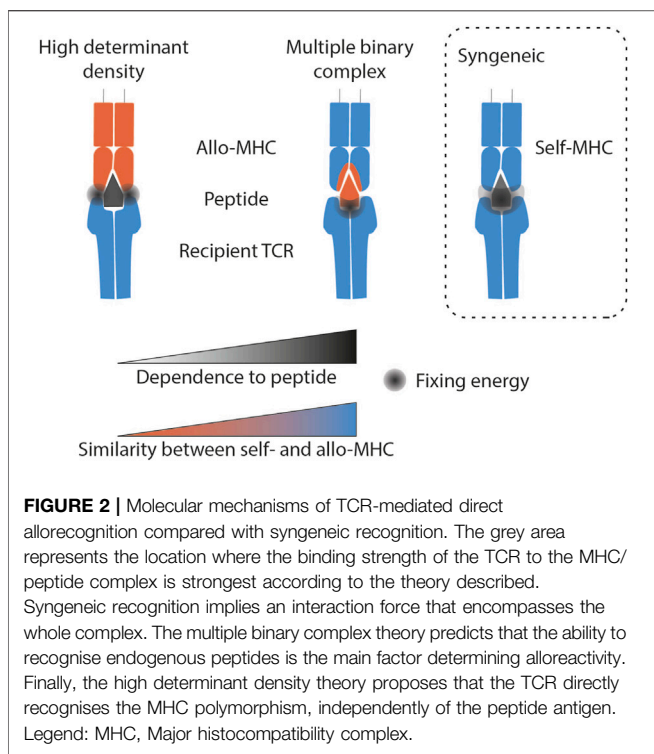 High determinant
density
Multiple binary
complex
Syngeneic
Allo-MHC
Self-MHC
Peptide
Recipient TCR
Dependence to peptide
Fixing energy
Similarity between self- and allo-MHC
FIGURE 2 | Molecular mechanisms of TCR-mediated direct
allorecognition compared with syngeneic recognition. The grey area
represents the location where the binding strength of the TCR to the MHC/
peptide complex is strongest according to the theory described.
Syngeneic recognition implies an interaction force that encompasses the
whole complex. The multiple binary complex theory predicts that the ability to
recognise endogenous peptides is the main factor determining alloreactivity.
Finally, the high determinant density theory proposes that the TCR directly
recognises the MHC polymorphism, independently of the peptide antigen.
Legend: MHC, Major histocompatibility complex.